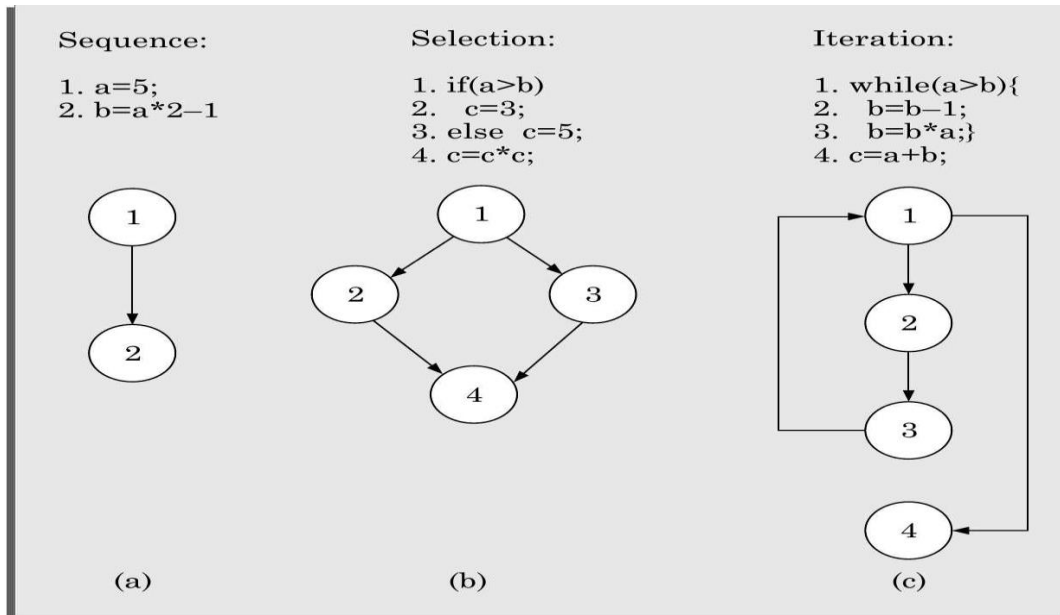 Sequence:
1. a=5;
2. b=a*2–1
1
2
(a)
Selection:
1. if(a>b)
2. c=3;
3. else c=5;
4. c=c*c;
1
2 3
4
(b)
Iteration:
1. while(a>b){
2. b=b–1;
3. b=b*a;}
4. c=a+b;
1
2
3
4
(c)